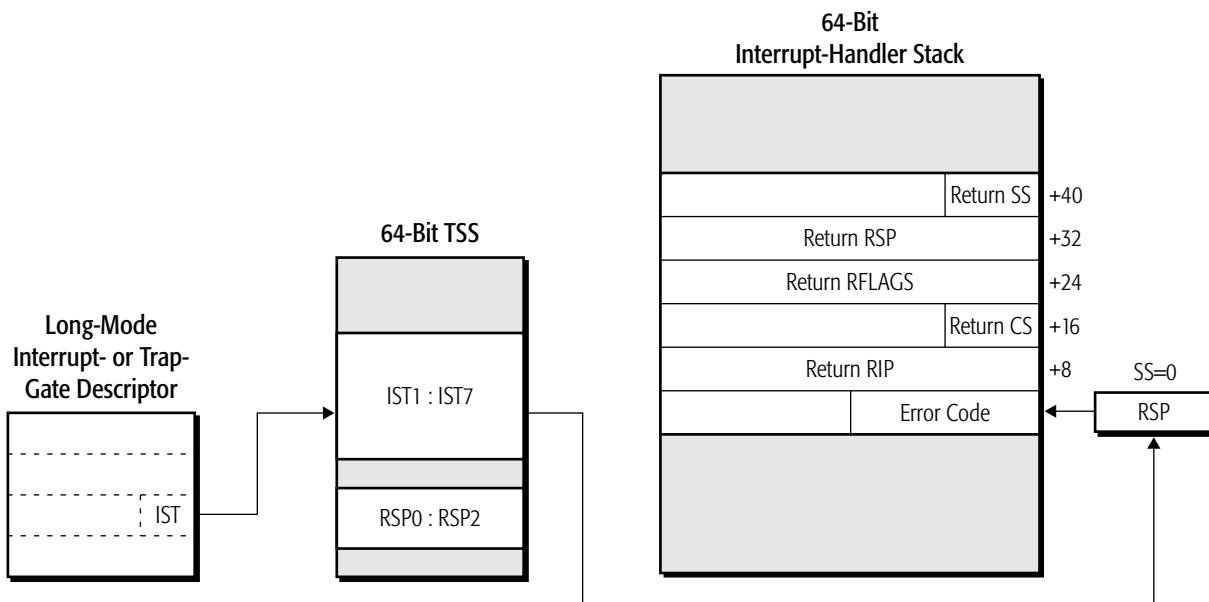 64-Bit
Interrupt-Handler Stack
Return SS
+40
Return RSP
+32
Return RFLAGS
+24
Return CS
+16
Return RIP
+8
Error Code
SS=0
RSP
64-Bit TSS
IST1 : IST7
RSP0 : RSP2
Long-Mode
Interrupt- or Trap-
Gate Descriptor
IST